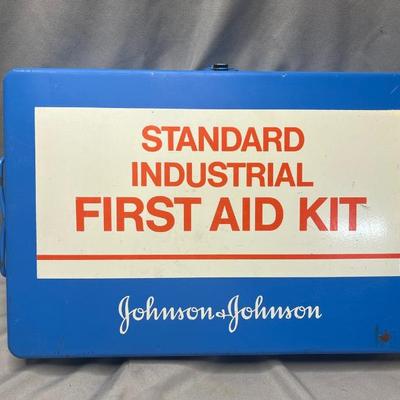 STANDARD
INDUSTRIAL
FIRST AID KIT
Johnson & Johnson